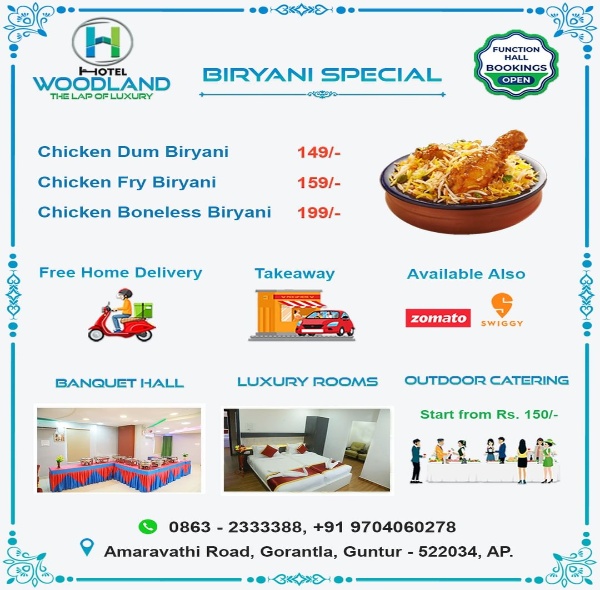 HOTEL
WOODLAND
THE LAP OF LUXURY
BIRYANI SPECIAL
FUNCTION
HALL
BOOKINGS
OPEN
Chicken Dum Biryani 149/-
Chicken Fry Biryani 159/-
Chicken Boneless Biryani 199/-
Free Home Delivery
Takeaway
Available Also
zomato
SWIGGY
BANQUET HALL
LUXURY ROOMS
OUTDOOR CATERING
Start from Rs. 150/-
0863 - 2333388, +91 9704060278
Amaravathi Road, Gorantla, Guntur - 522034, AP.